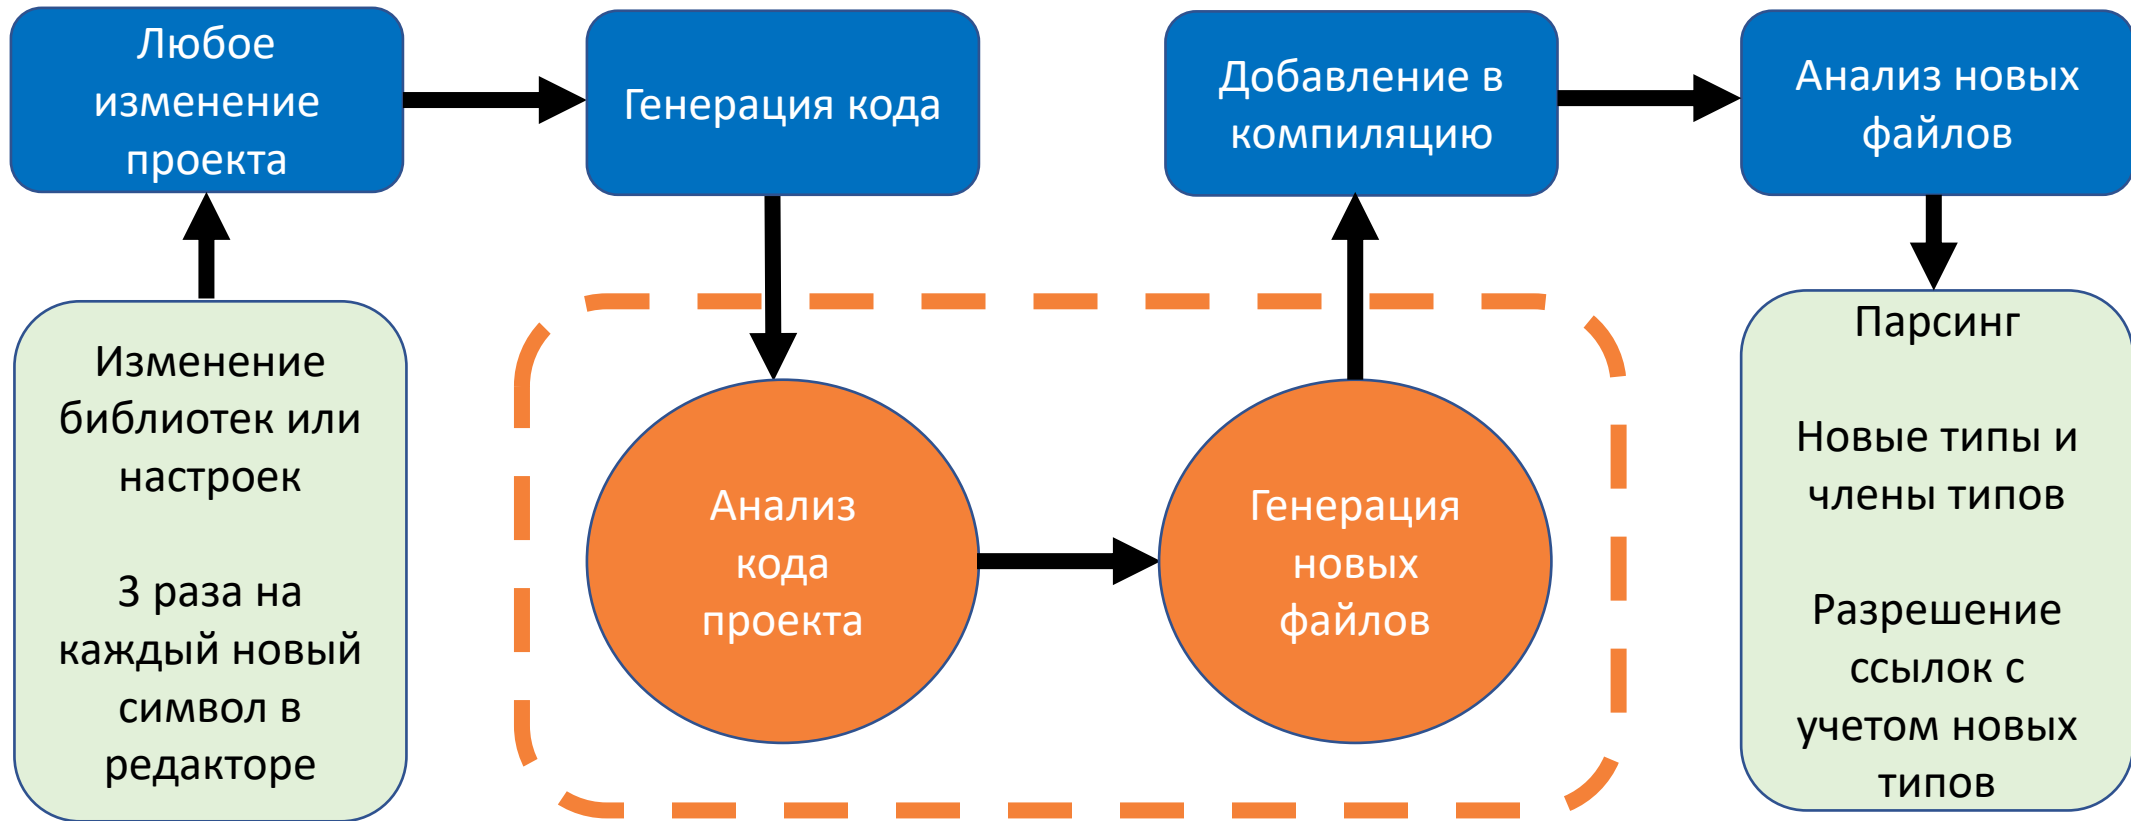 Любое
изменение
проекта
Генерация кода
Добавление в
компиляцию
Анализ новых
файлов
Изменение
библиотек или
настроек
3 раза на
каждый новый
символ в
редакторе
Анализ
кода
проекта
Генерация
новых
файлов
Парсинг
Новые типы и
члены типов
Разрешение
ссылок с
учетом новых
типов